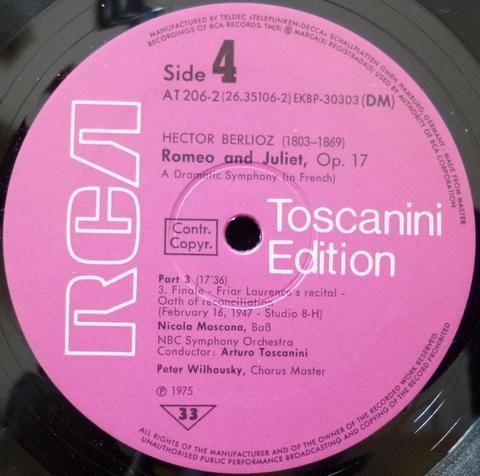 MANUFACTURED BY TELDEC »TELEFUNKEN-DECCA« SCHALLPLATTEN GMBH, HAMBURG, GERMANY - MADE FROM MASTER
RECORDINGS OF RCA RECORDS. TM(S) ® MARCA(S) REGISTRADA(S) USED BY AUTHORITY OF RCA CORPORATION
Side 4
AT 206-2 (26.35106-2) EKBP-30303 (DM)
HECTOR BERLIOZ (1803–1869)
Romeo and Juliet, Op. 17
A Dramatic Symphony (in French)
RCA
Contr.
Copyr.
Toscanini
Edition
Part 3 (17'36)
3. Finale - Friar Laurence's recital -
Oath of reconciliation
(February 16, 1947 - Studio 8-H)
Nicola Moscona, Baß
NBC Symphony Orchestra
Conductor: Arturo Toscanini
Peter Wilhousky, Chorus Master
℗ 1975
33
ALL RIGHTS OF THE MANUFACTURER AND OF THE OWNER OF THE RECORDED WORK RESERVED.
UNAUTHORISED PUBLIC PERFORMANCE BROADCASTING AND COPYING OF THE RECORD PROHIBITED